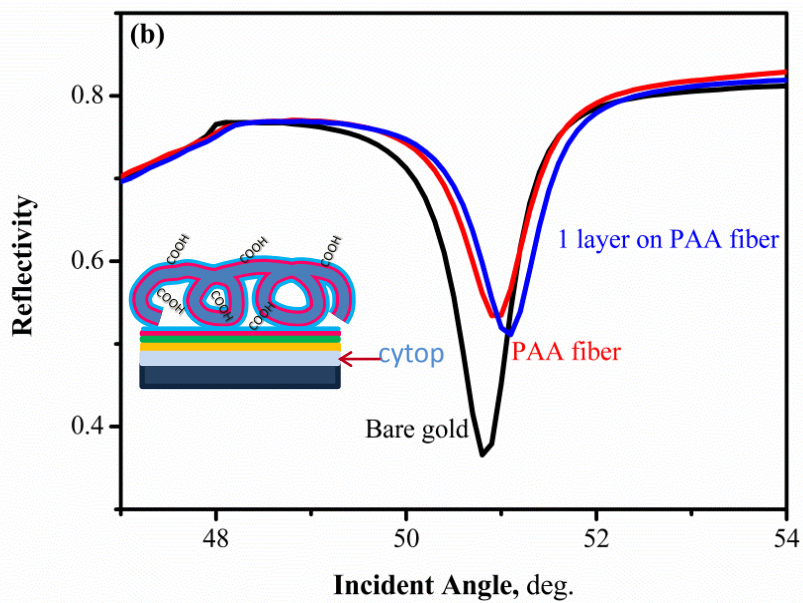 (b)
0.8
0.6
0.4
Reflectivity
COOH
COOH
COOH
COOH
COOH
COOH
1 layer on PAA fiber
PAA fiber
cytop
Bare gold
48
50
52
54
Incident Angle, deg.